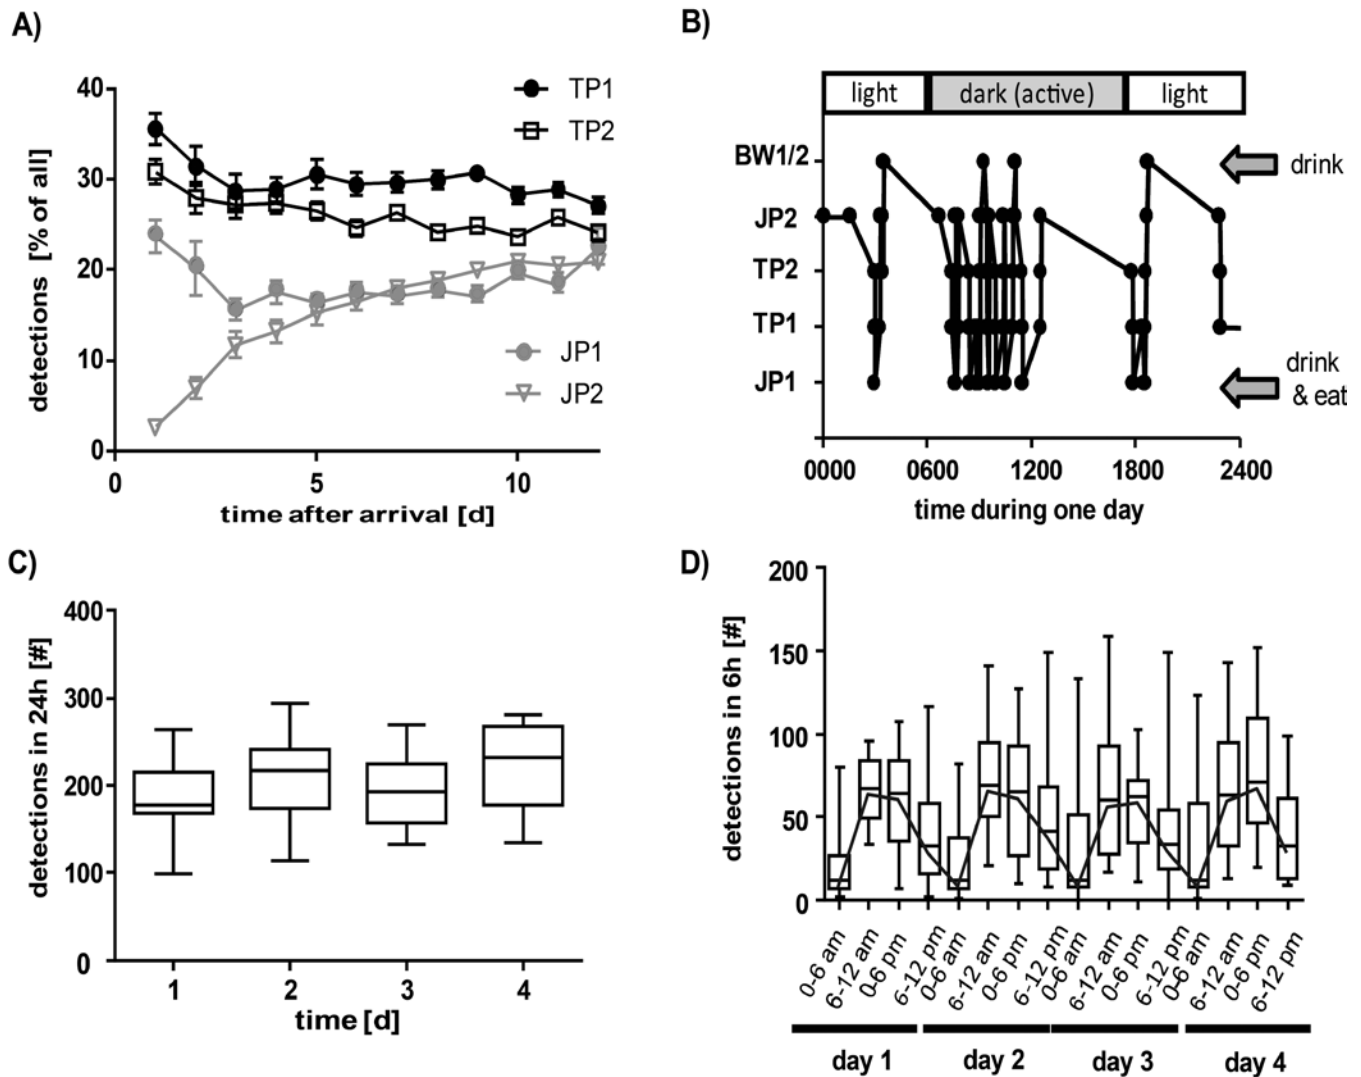 A)
detections [% of all]
40
30
20
10
0
0
5
10
time after arrival [d]
TP1
TP2
JP1
JP2
B)
light
dark (active)
light
BW1/2
JP2
TP2
TP1
JP1
drink
drink
& eat
0000
0600
1200
1800
2400
time during one day
C)
detections in 24h [#]
400
300
200
100
0
1
2
3
4
time [d]
D)
detections in 6h [#]
200
150
100
50
0
0-6 am
6-12 am
0-6 pm
6-12 pm
0-6 am
6-12 am
0-6 pm
6-12 pm
0-6 am
6-12 am
0-6 pm
6-12 pm
0-6 am
6-12 am
0-6 pm
6-12 pm
day 1
day 2
day 3
day 4